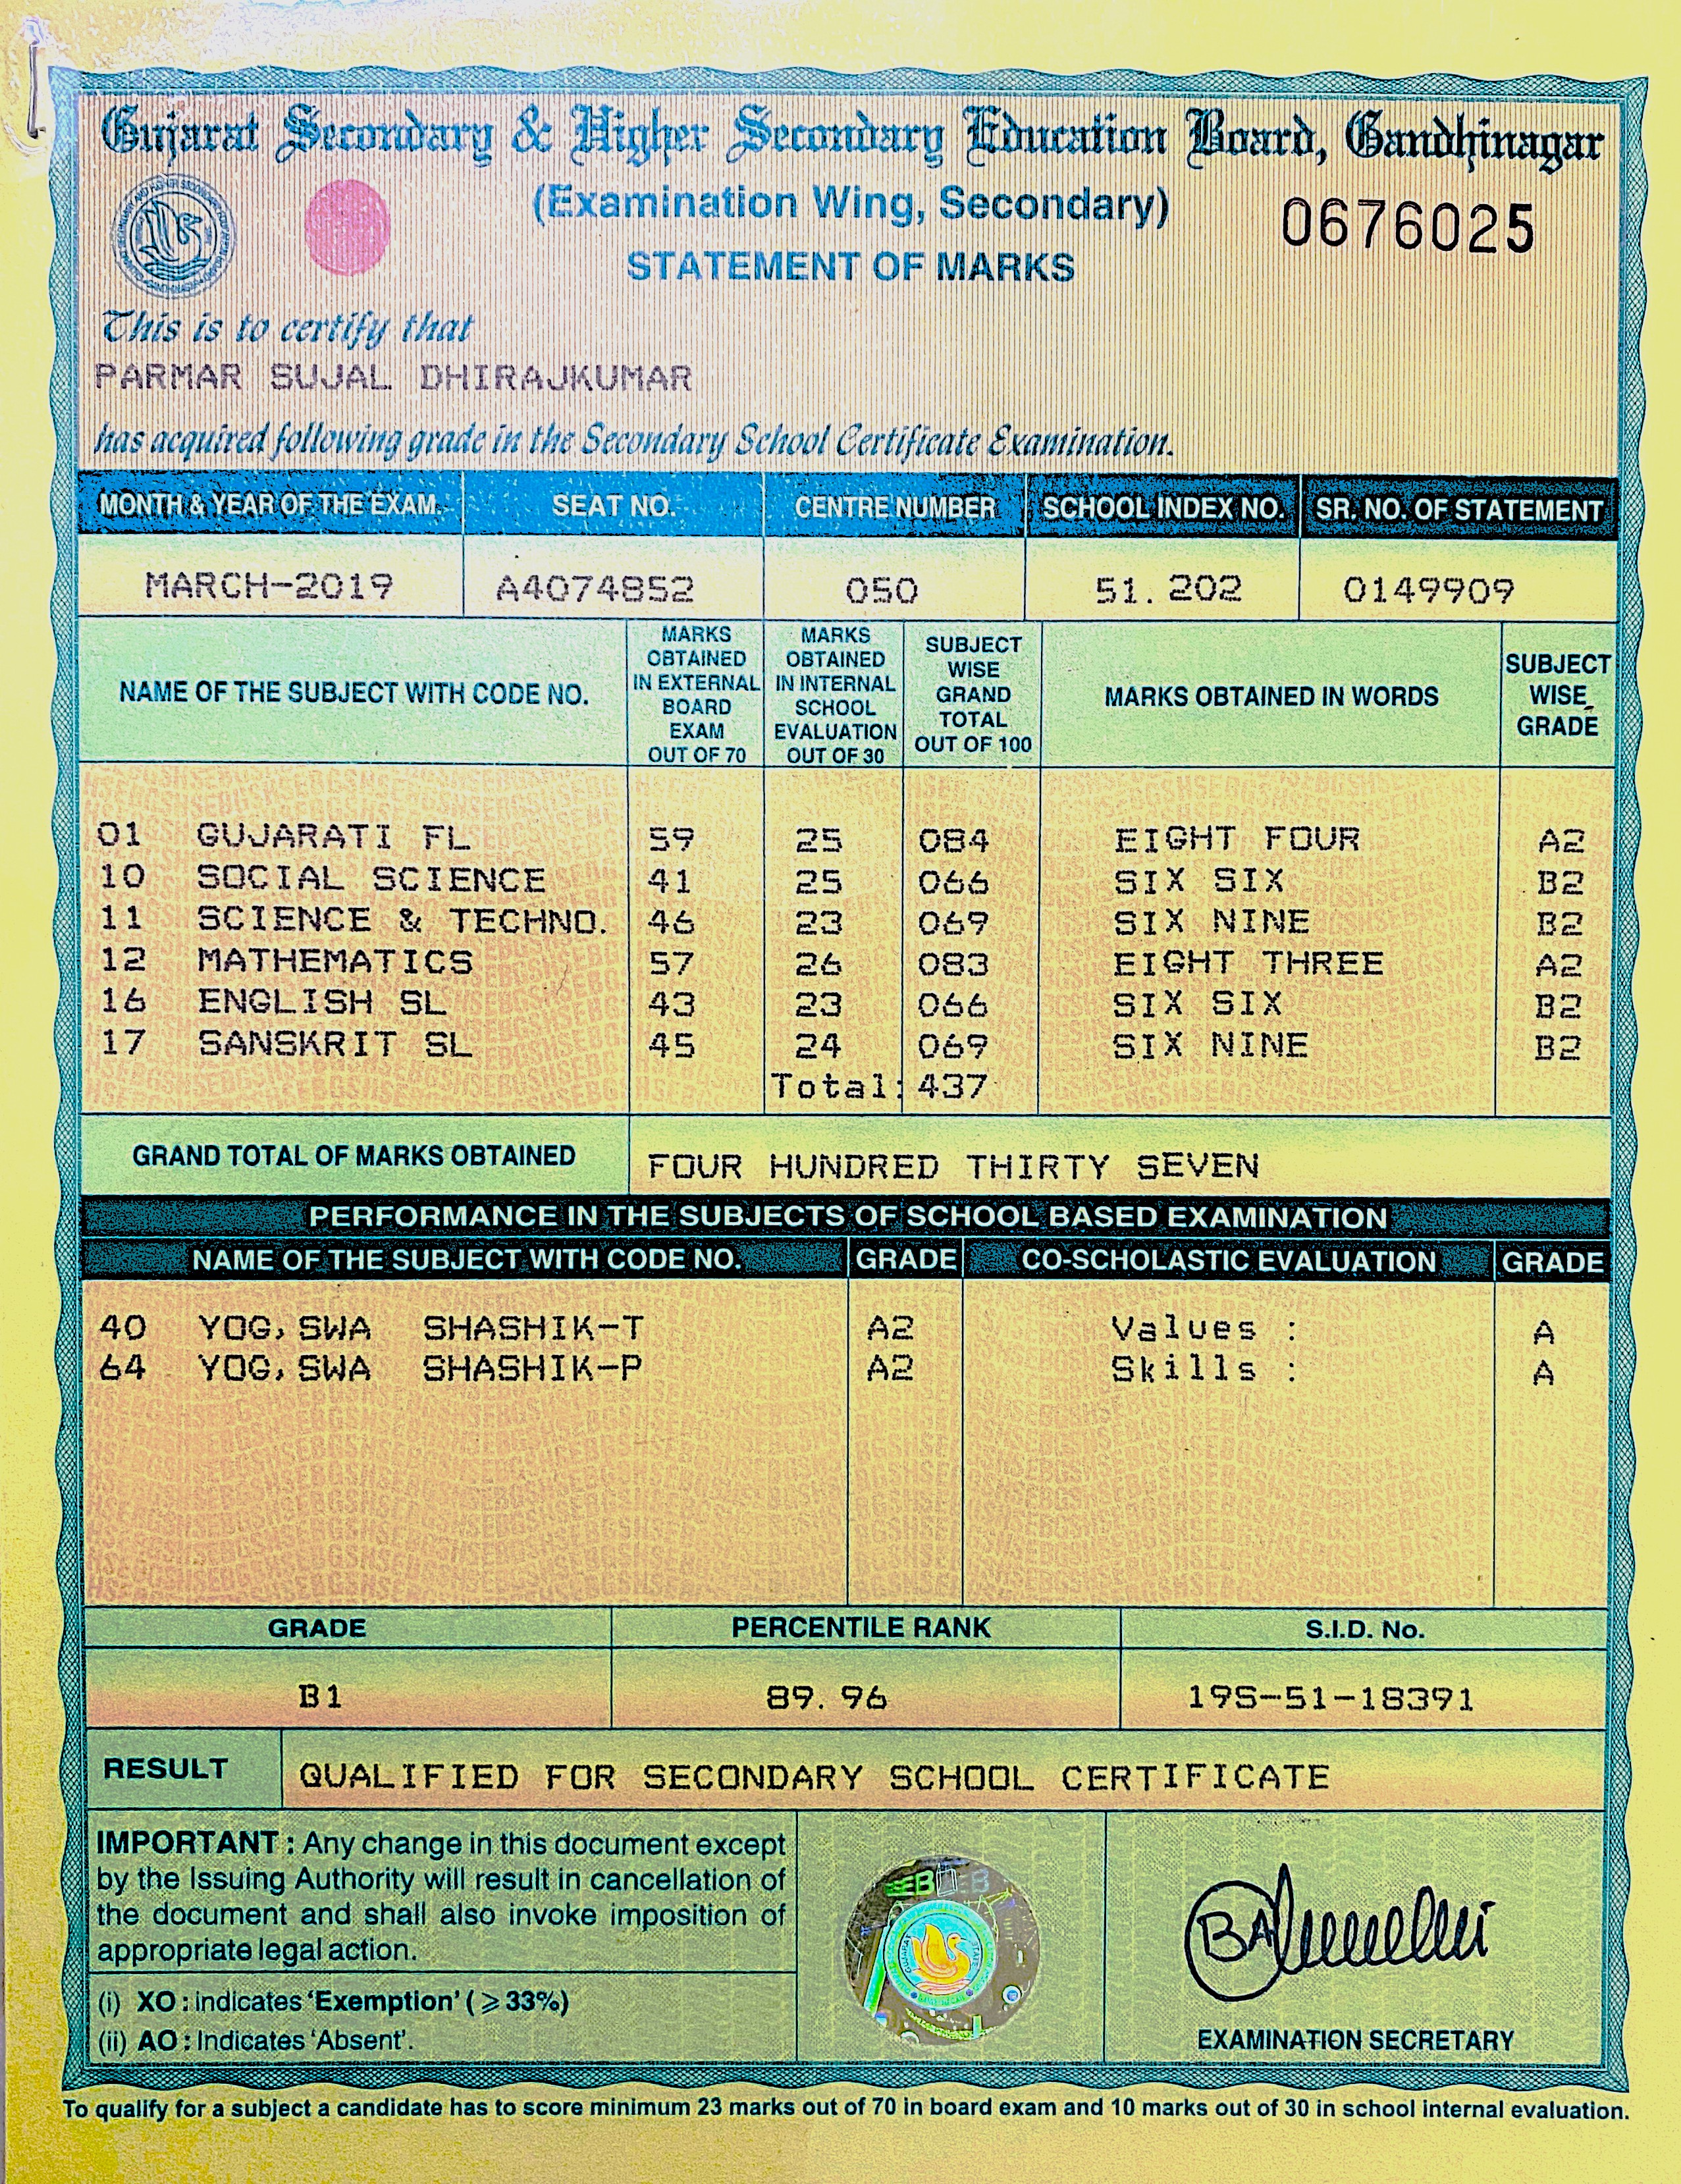 Gujarat Secondary & Higher Secondary Education Board, Gandhinagar
(Examination Wing, Secondary)
0676025
STATEMENT OF MARKS
This is to certify that
PARMAR SUJAL DHIRAJKUMAR
has acquired following grade in the Secondary School Certificate Examination.
MONTH & YEAR OF THE EXAM. SEAT NO. CENTRE NUMBER SCHOOL INDEX NO. SR. NO. OF STATEMENT
MARCH-2019 A4074852 050 51.202 0149909
NAME OF THE SUBJECT WITH CODE NO.
MARKS
OBTAINED
IN EXTERNAL
BOARD
EXAM
OUT OF 70
MARKS
OBTAINED
IN INTERNAL
SCHOOL
EVALUATION
OUT OF 30
SUBJECT
WISE
GRAND
TOTAL
OUT OF 100
MARKS OBTAINED IN WORDS
SUBJECT
WISE
GRADE
01 GUJARATI FL 59 25 084 EIGHT FOUR A2
10 SOCIAL SCIENCE 41 25 066 SIX SIX B2
11 SCIENCE & TECHNO. 46 23 069 SIX NINE B2
12 MATHEMATICS 57 26 083 EIGHT THREE A2
16 ENGLISH SL 43 23 066 SIX SIX B2
17 SANSKRIT SL 45 24 069 SIX NINE B2
Total: 437
GRAND TOTAL OF MARKS OBTAINED FOUR HUNDRED THIRTY SEVEN
PERFORMANCE IN THE SUBJECTS OF SCHOOL BASED EXAMINATION
NAME OF THE SUBJECT WITH CODE NO. GRADE CO-SCHOLASTIC EVALUATION GRADE
40 YOG,SWA SHASHIK-T A2 Values : A
64 YOG,SWA SHASHIK-P A2 Skills : A
GRADE PERCENTILE RANK S.I.D. No.
B1 89.96 19S-51-18391
RESULT QUALIFIED FOR SECONDARY SCHOOL CERTIFICATE
IMPORTANT : Any change in this document except
by the Issuing Authority will result in cancellation of
the document and shall also invoke imposition of
appropriate legal action.
(i) XO : indicates 'Exemption' ( ⩾ 33%)
(ii) AO : Indicates 'Absent'.
EXAMINATION SECRETARY
To qualify for a subject a candidate has to score minimum 23 marks out of 70 in board exam and 10 marks out of 30 in school internal evaluation.